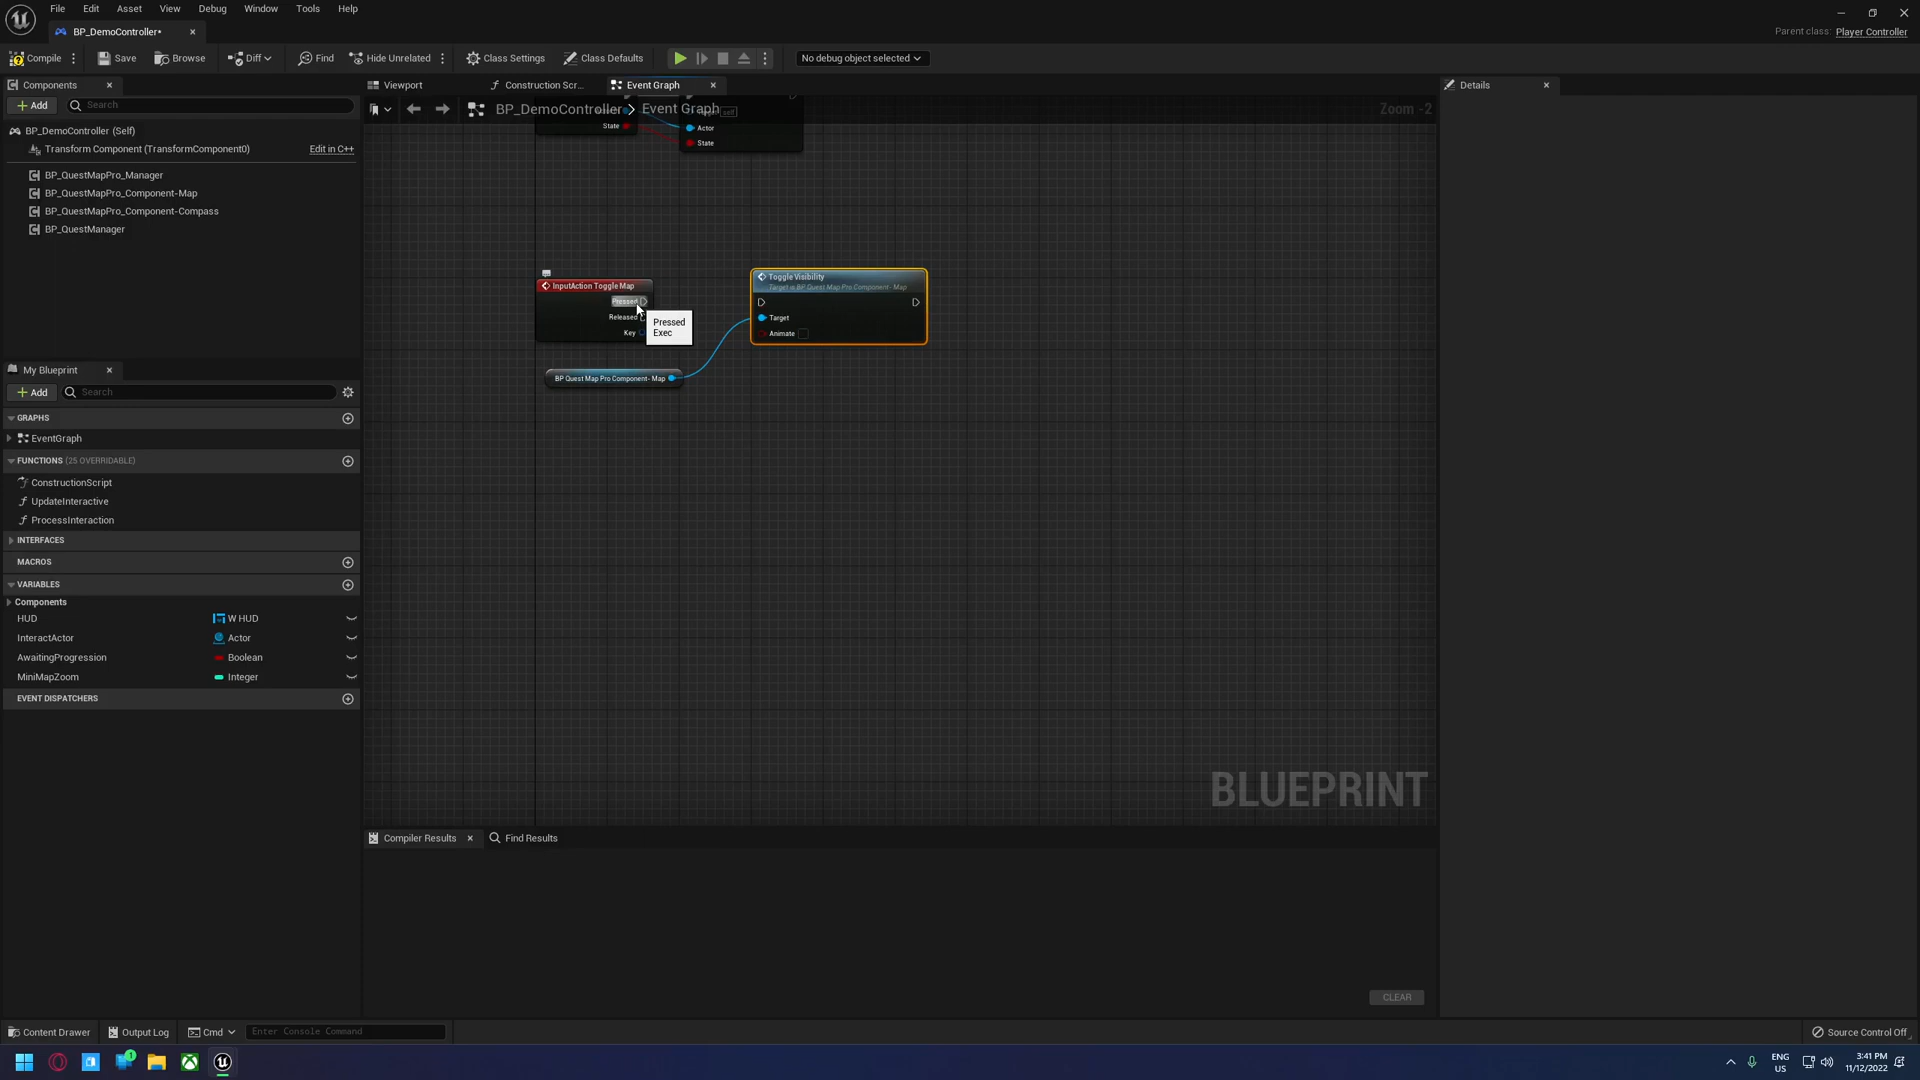 File Edit Asset View Debug Window Tools Help
BP_DemoController*
Parent class: Player Controller
Compile Save Browse Diff Find Hide Unrelated Class Settings Class Defaults No debug object selected
Components
Add Search
BP_DemoController (Self)
Transform Component (TransformComponent0) Edit in C++
BP_QuestMapPro_Manager
BP_QuestMapPro_Component-Map
BP_QuestMapPro_Component-Compass
BP_QuestManager
My Blueprint
Add Search
GRAPHS
EventGraph
FUNCTIONS (25 OVERRIDABLE)
ConstructionScript
UpdateInteractive
ProcessInteraction
INTERFACES
MACROS
VARIABLES
Components
HUD W HUD
InteractActor Actor
AwaitingProgression Boolean
MiniMapZoom Integer
EVENT DISPATCHERS
Viewport Construction Scr... Event Graph
BP_DemoController > Event Graph
Zoom -2
self
State
Actor
State
InputAction Toggle Map
Pressed
Released
Key
Pressed
Exec
BP Quest Map Pro Component- Map
Toggle Visibility
Target is BP Quest Map Pro Component- Map
Target
Animate
BLUEPRINT
Compiler Results Find Results
CLEAR
Details
Content Drawer Output Log Cmd Enter Console Command
Source Control Off
1
ENG
US
3:41 PM
11/12/2022